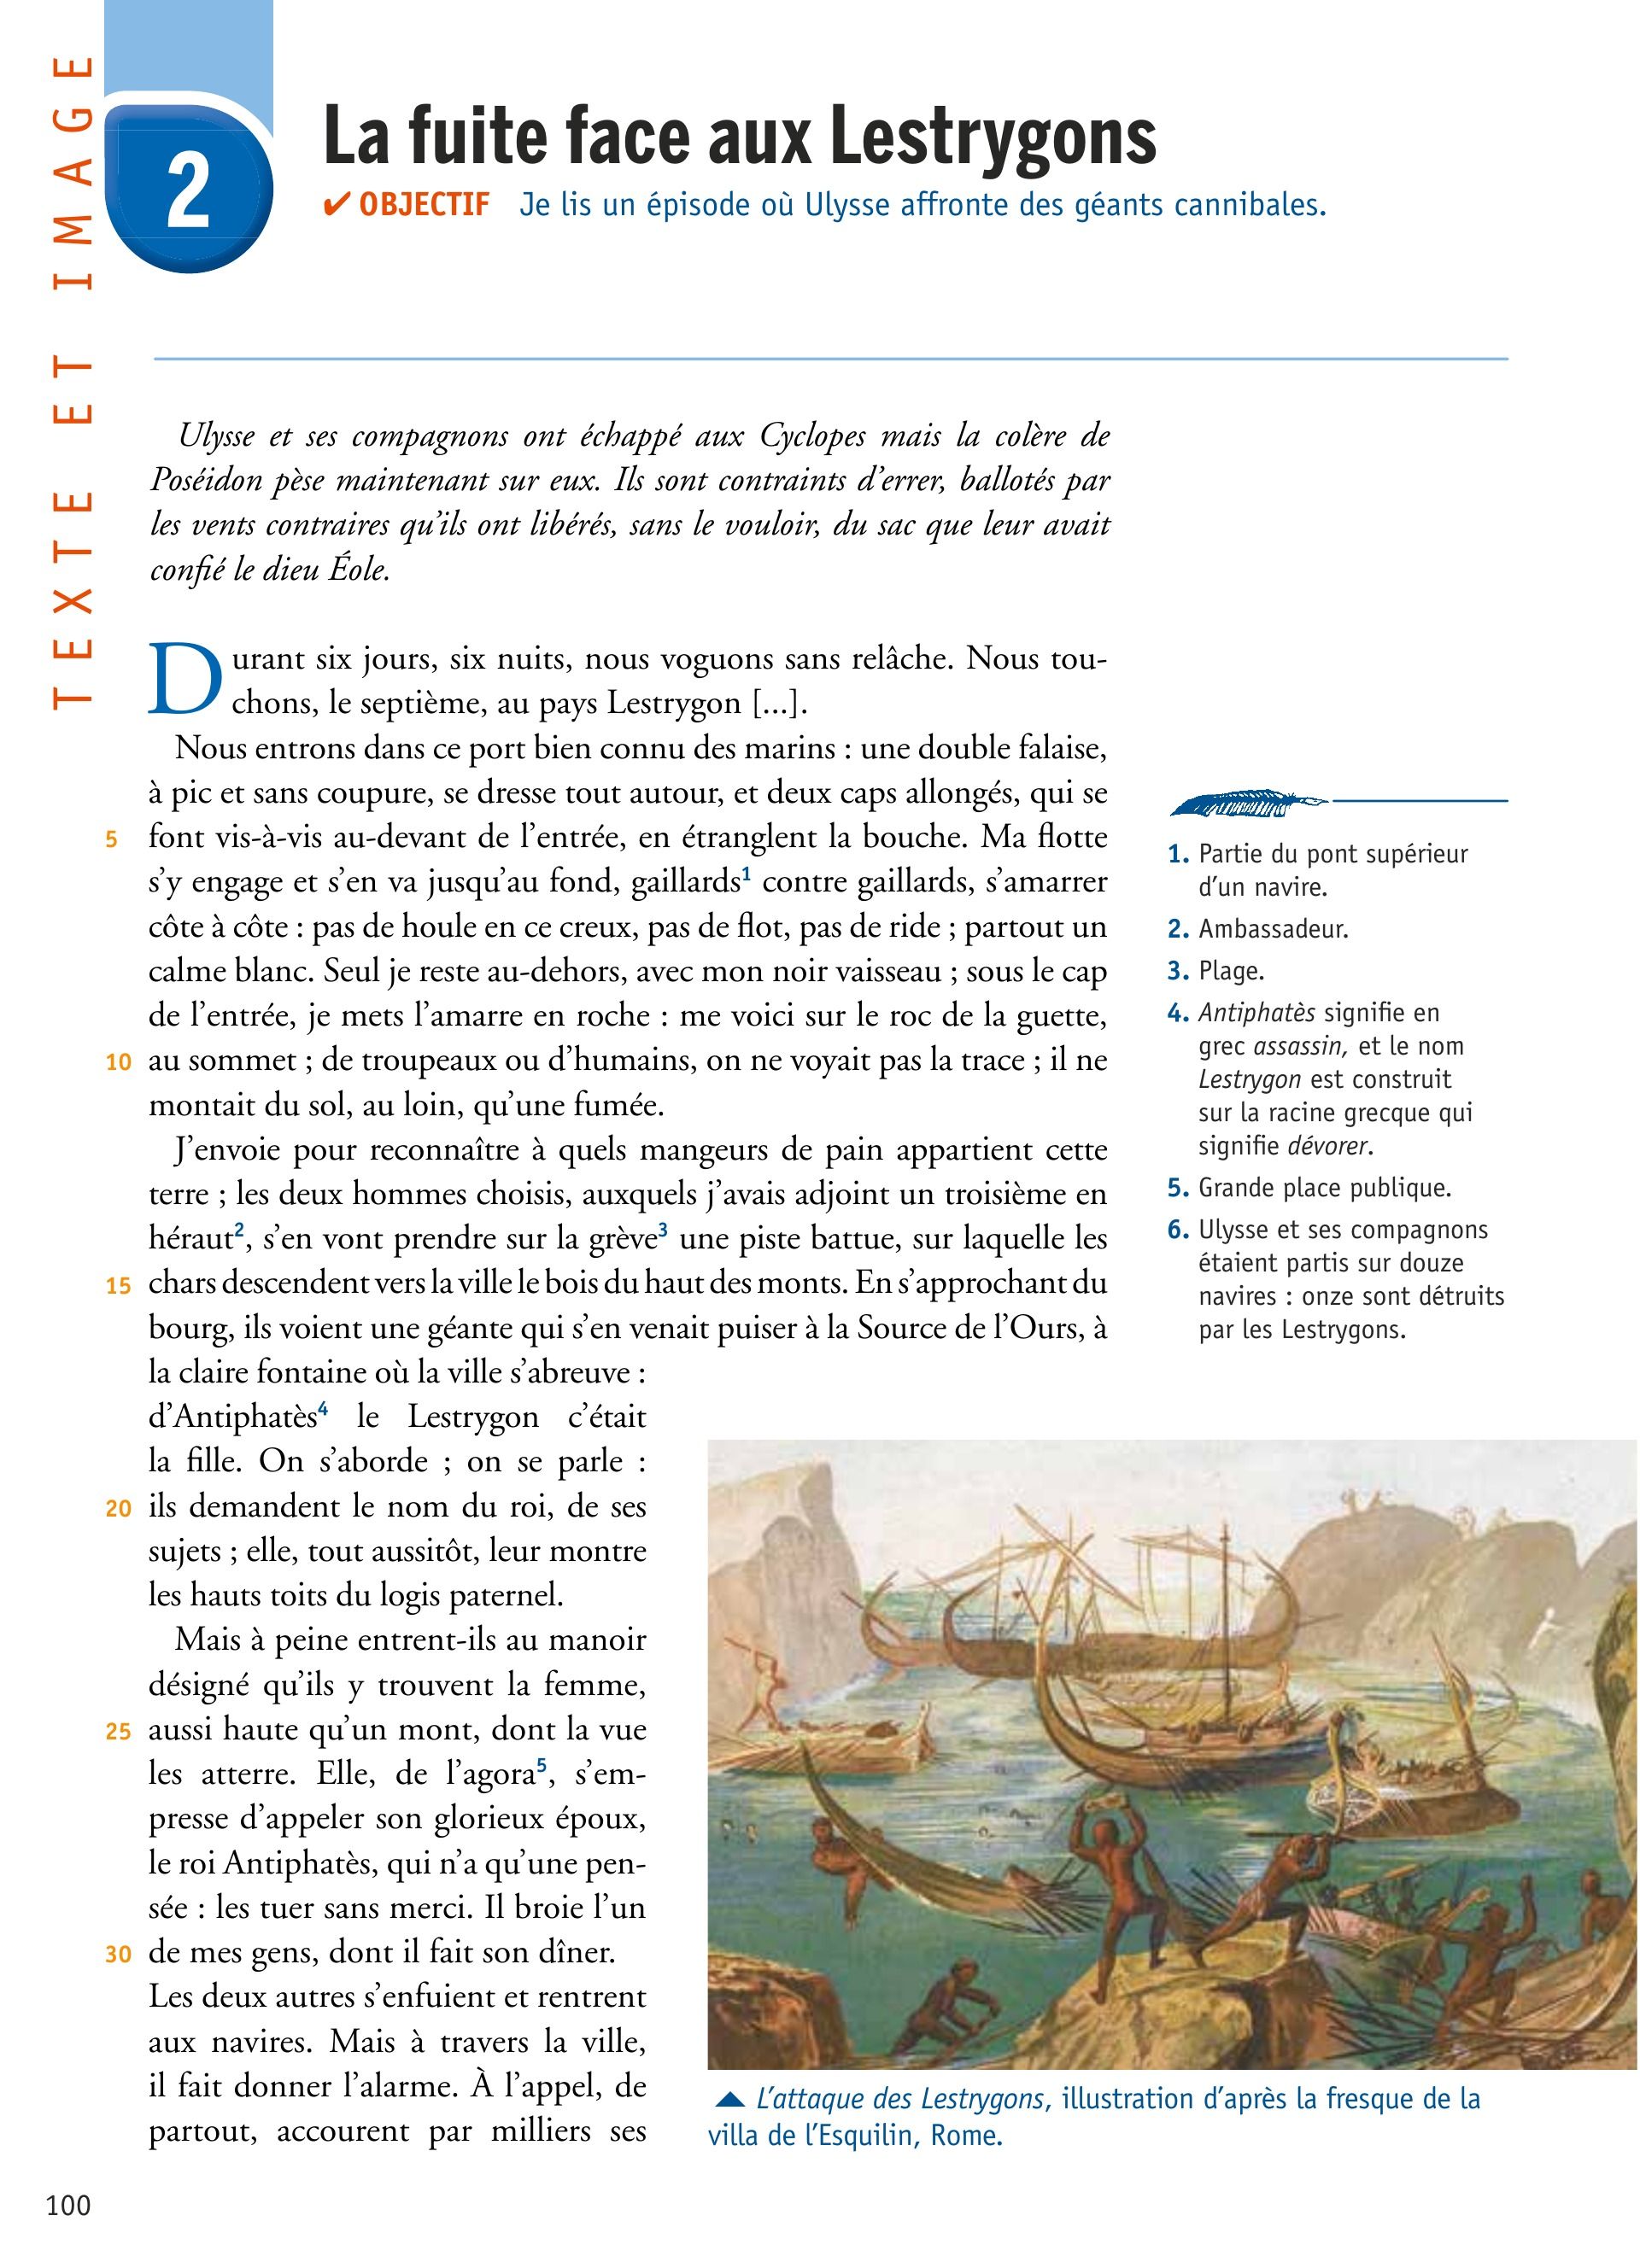 TEXTE ET IMAGE
2
La fuite face aux Lestrygons
✔ OBJECTIF Je lis un épisode où Ulysse affronte des géants cannibales.
Ulysse et ses compagnons ont échappé aux Cyclopes mais la colère de
Poséidon pèse maintenant sur eux. Ils sont contraints d'errer, ballotés par
les vents contraires qu'ils ont libérés, sans le vouloir, du sac que leur avait
confié le dieu Éole.
Durant six jours, six nuits, nous voguons sans relâche. Nous tou-
chons, le septième, au pays Lestrygon [...].
Nous entrons dans ce port bien connu des marins : une double falaise,
à pic et sans coupure, se dresse tout autour, et deux caps allongés, qui se
5 font vis-à-vis au-devant de l'entrée, en étranglent la bouche. Ma flotte
s'y engage et s'en va jusqu'au fond, gaillards1 contre gaillards, s'amarrer
côte à côte : pas de houle en ce creux, pas de flot, pas de ride ; partout un
calme blanc. Seul je reste au-dehors, avec mon noir vaisseau ; sous le cap
de l'entrée, je mets l'amarre en roche : me voici sur le roc de la guette,
10 au sommet ; de troupeaux ou d'humains, on ne voyait pas la trace ; il ne
montait du sol, au loin, qu'une fumée.
J'envoie pour reconnaître à quels mangeurs de pain appartient cette
terre ; les deux hommes choisis, auxquels j'avais adjoint un troisième en
héraut2, s'en vont prendre sur la grève3 une piste battue, sur laquelle les
15 chars descendent vers la ville le bois du haut des monts. En s'approchant du
bourg, ils voient une géante qui s'en venait puiser à la Source de l'Ours, à
la claire fontaine où la ville s'abreuve :
d'Antiphatès4 le Lestrygon c'était
la fille. On s'aborde ; on se parle :
20 ils demandent le nom du roi, de ses
sujets ; elle, tout aussitôt, leur montre
les hauts toits du logis paternel.
Mais à peine entrent-ils au manoir
désigné qu'ils y trouvent la femme,
25 aussi haute qu'un mont, dont la vue
les atterre. Elle, de l'agora5, s'em-
presse d'appeler son glorieux époux,
le roi Antiphatès, qui n'a qu'une pen-
sée : les tuer sans merci. Il broie l'un
30 de mes gens, dont il fait son dîner.
Les deux autres s'enfuient et rentrent
aux navires. Mais à travers la ville,
il fait donner l'alarme. À l'appel, de
partout, accourent par milliers ses
1. Partie du pont supérieur
d'un navire.
2. Ambassadeur.
3. Plage.
4. Antiphatès signifie en
grec assassin, et le nom
Lestrygon est construit
sur la racine grecque qui
signifie dévorer.
5. Grande place publique.
6. Ulysse et ses compagnons
étaient partis sur douze
navires : onze sont détruits
par les Lestrygons.
▲ L'attaque des Lestrygons, illustration d'après la fresque de la
villa de l'Esquilin, Rome.
100